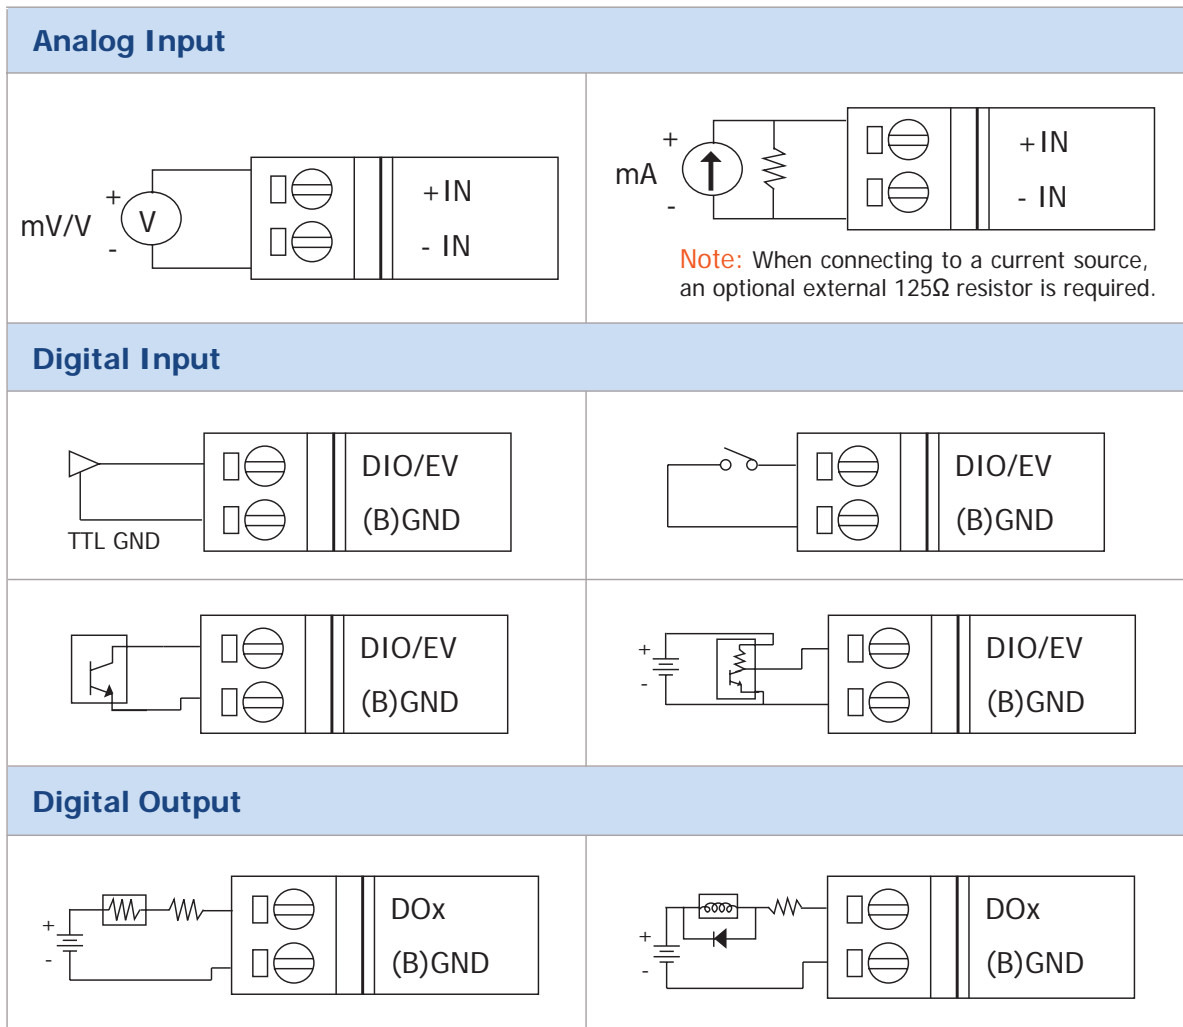 Analog Input
+
mV/V
V
-
+IN
- IN
+
mA
-
+IN
- IN
Note: When connecting to a current source,
an optional external 125Ω resistor is required.
Digital Input
TTL GND
DIO/EV
(B)GND
DIO/EV
(B)GND
DIO/EV
(B)GND
+
-
DIO/EV
(B)GND
Digital Output
+
-
DOx
(B)GND
+
-
DOx
(B)GND